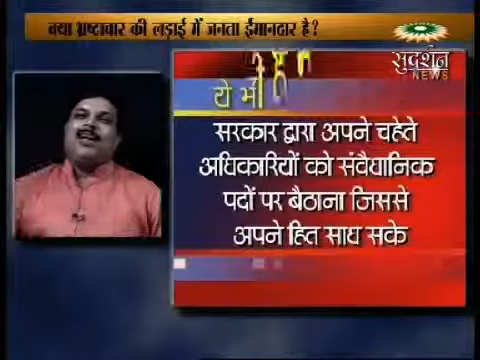 क्या भ्रष्टाचार की लड़ाई में जनता ईमानदार है?
सुदर्शन
NEWS
ये भी
सरकार द्वारा अपने चहेते
अधिकारियों को संवैधानिक
पदों पर बैठाना जिससे
अपने हित साध सके